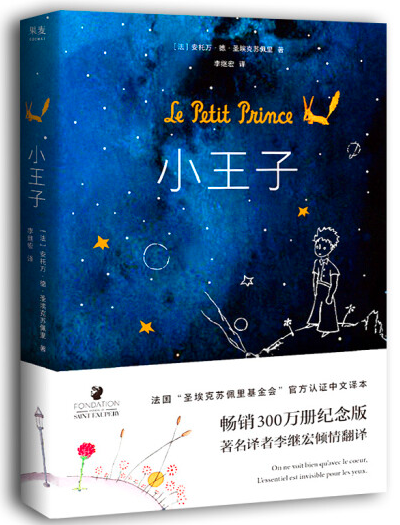 果麦
小王子
[法] 安托万·德·圣埃克苏佩里 著
李继宏 译
[法] 安托万·德·圣埃克苏佩里 著
李继宏 译
Le Petit Prince
小王子
FONDATION
SAINT EXUPÉRY
法国“圣埃克苏佩里基金会”官方认证中文译本
畅销300万册纪念版
著名译者李继宏倾情翻译
On ne voit bien qu'avec le coeur,
L'essentiel est invisible pour les yeux.